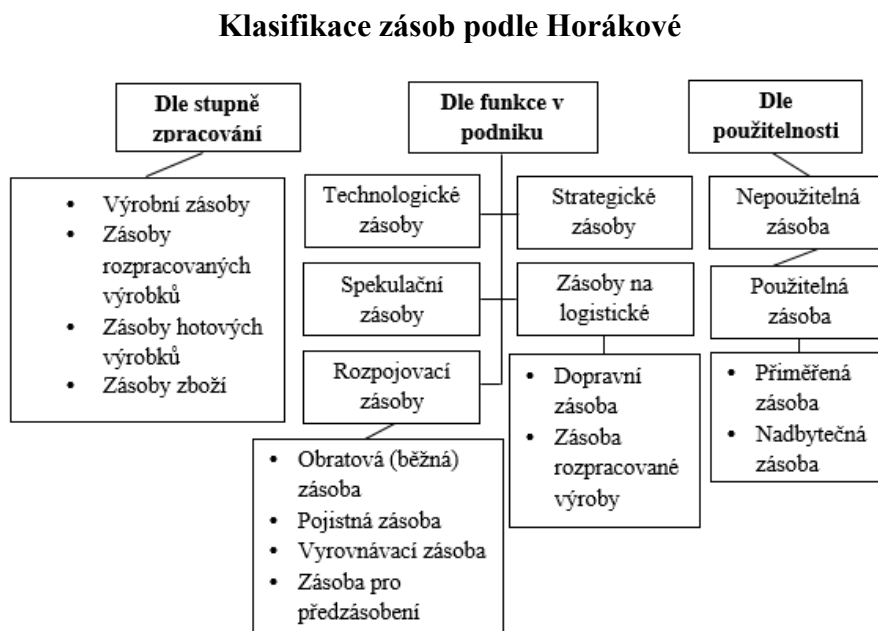 Klasifikace zásob podle Horákové
Dle stupně
zpracování
• Výrobní zásoby
• Zásoby
rozpracovaných
výrobků
• Zásoby hotových
výrobků
• Zásoby zboží
Dle funkce v
podniku
Technologické
zásoby
Strategické
zásoby
Spekulační
zásoby
Zásoby na
logistické
Rozpojovací
zásoby
• Dopravní
zásoba
• Zásoba
rozpracované
výroby
• Obratová (běžná)
zásoba
• Pojistná zásoba
• Vyrovnávací zásoba
• Zásoba pro
předzásobení
Dle
použitelnosti
Nepoužitelná
zásoba
Použitelná
zásoba
• Přiměřená
zásoba
• Nadbytečná
zásoba